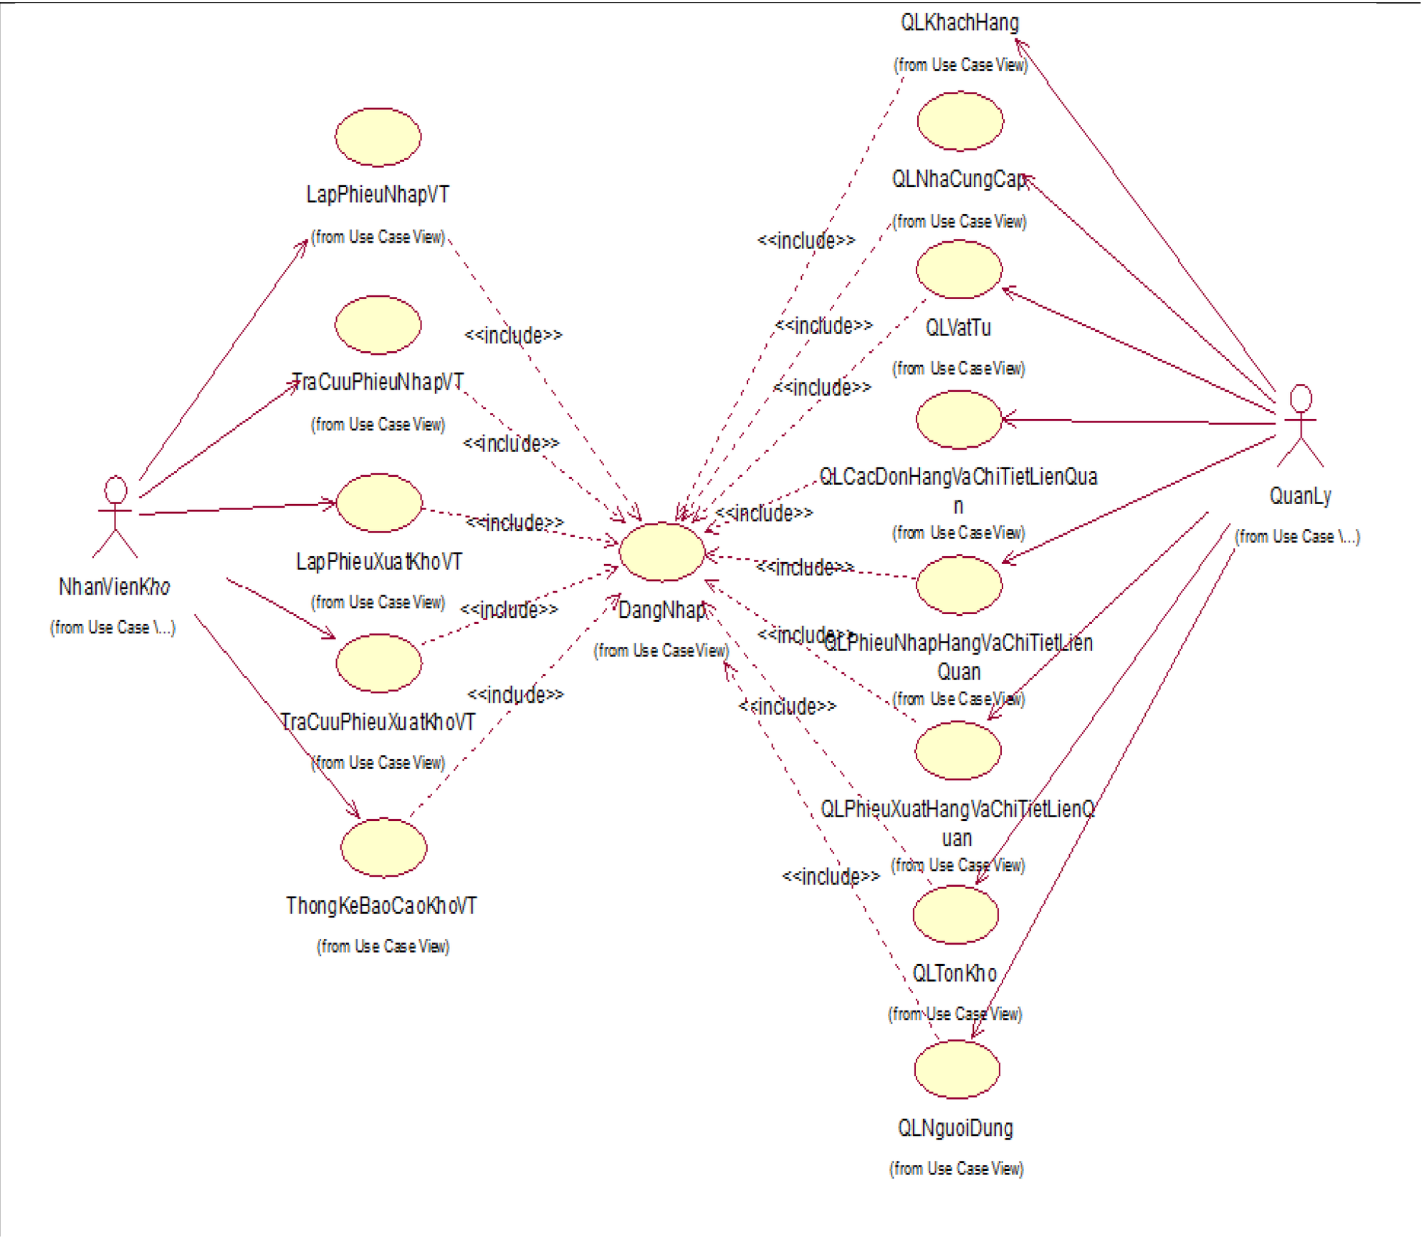 QLKhachHang
(from Use Case View)
LapPhieuNhapVT
(from Use Case View)
<<include>>
TraCuuPhieuNhapVT
(from Use Case View)
<<include>>
LapPhieuXuatKhoVT
(from Use Case View)
<<include>>
TraCuuPhieuXuatKhoVT
(from Use Case View)
<<include>>
ThongKeBaoCaoKhoVT
(from Use Case View)
<<include>>
NhanVienKho
(from Use Case \...)
DangNhap
(from Use Case View)
<<include>>
<<include>>
<<include>>
<<include>>
<<include>>
<<include>>
<<include>>
<<include>>
QLNhaCungCap
(from Use Case View)
QLVatTu
(from Use Case View)
QLCacDonHangVaChiTietLienQua
n
(from Use Case View)
QLPhieuNhapHangVaChiTietLien
Quan
(from Use Case View)
QLPhieuXuatHangVaChiTietLienQ
uan
(from Use Case View)
QLTonKho
(from Use Case View)
QLNguoiDung
(from Use Case View)
QuanLy
(from Use Case \...)